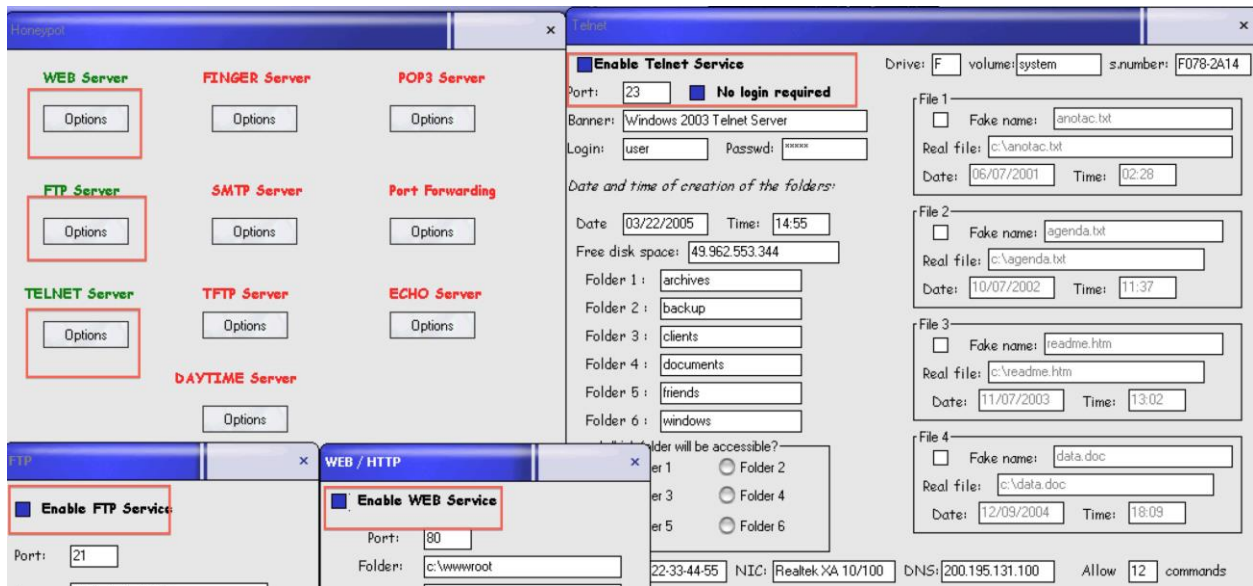 Honeypot
WEB Server
FINGER Server
POP3 Server
Options
Options
Options
FTP Server
SMTP Server
Port Forwarding
Options
Options
Options
TELNET Server
TFTP Server
ECHO Server
Options
Options
Options
DAYTIME Server
Options
Telnet
Enable Telnet Service
Port: 23 No login required
Banner: Windows 2003 Telnet Server
Login: user Passwd: *****
Date and time of creation of the folders:
Date 03/22/2005 Time: 14:55
Free disk space: 49.962.553.344
Folder 1 : archives
Folder 2 : backup
Folder 3 : clients
Folder 4 : documents
Folder 5 : friends
Folder 6 : windows
folder will be accessible?
er 1 Folder 2
er 3 Folder 4
er 5 Folder 6
22-33-44-55 NIC: Realtek XA 10/100 DNS: 200.195.131.100 Allow 12 commands
Drive: F volume: system s.number: F078-2A14
File 1
Fake name: anotac.txt
Real file: c:\anotac.txt
Date: 06/07/2001 Time: 02:28
File 2
Fake name: agenda.txt
Real file: c:\agenda.txt
Date: 10/07/2002 Time: 11:37
File 3
Fake name: readme.htm
Real file: c:\readme.htm
Date: 11/07/2003 Time: 13:02
File 4
Fake name: data.doc
Real file: c:\data.doc
Date: 12/09/2004 Time: 18:09
FTP
Enable FTP Service
Port: 21
WEB / HTTP
Enable WEB Service
Port: 80
Folder: c:\wwwroot